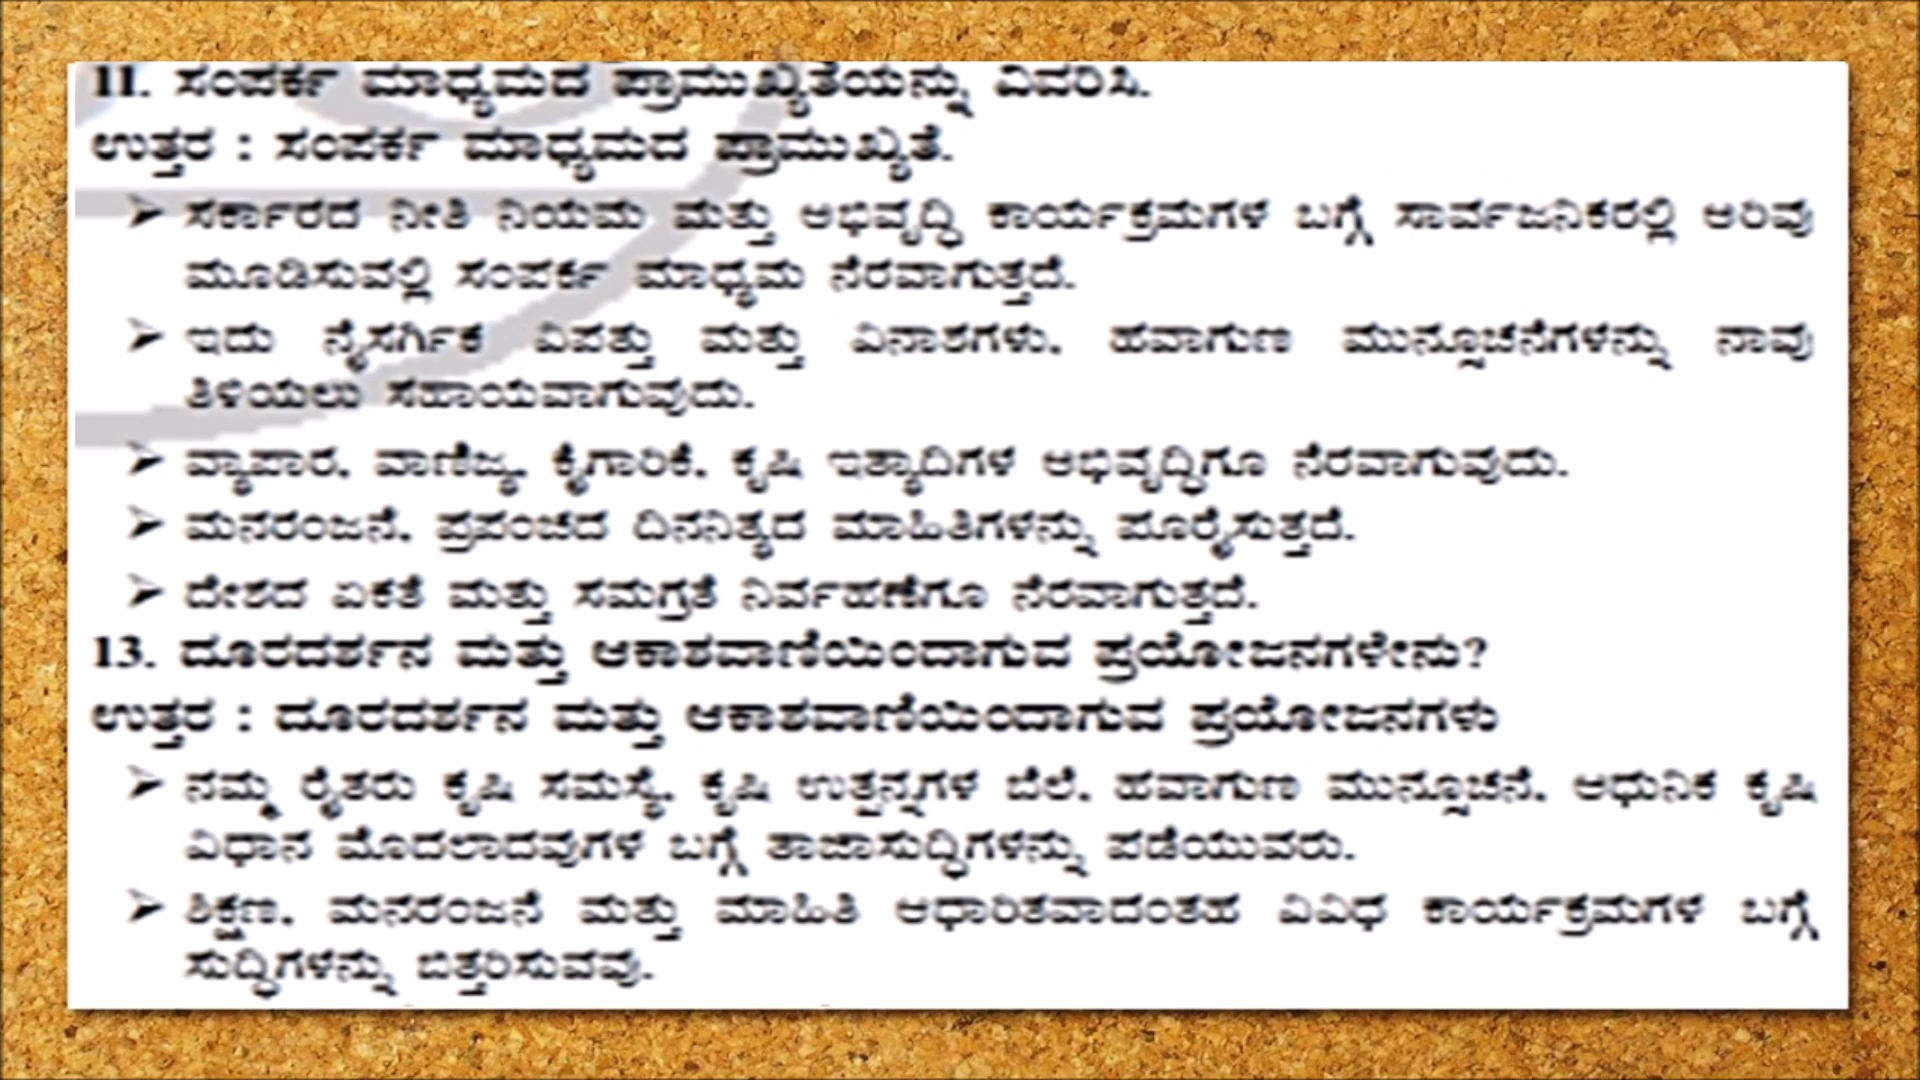 11. ಸಂಪರ್ಕ ಮಾಧ್ಯಮದ ಪ್ರಾಮುಖ್ಯತೆಯನ್ನು ವಿವರಿಸಿ.
ಉತ್ತರ : ಸಂಪರ್ಕ ಮಾಧ್ಯಮದ ಪ್ರಾಮುಖ್ಯತೆ.
➢ ಸರ್ಕಾರದ ನೀತಿ ನಿಯಮ ಮತ್ತು ಅಭಿವೃದ್ಧಿ ಕಾರ್ಯಕ್ರಮಗಳ ಬಗ್ಗೆ ಸಾರ್ವಜನಿಕರಲ್ಲಿ ಅರಿವು
ಮೂಡಿಸುವಲ್ಲಿ ಸಂಪರ್ಕ ಮಾಧ್ಯಮ ನೆರವಾಗುತ್ತದೆ.
➢ ಇದು ನೈಸರ್ಗಿಕ ವಿಪತ್ತು ಮತ್ತು ವಿನಾಶಗಳು, ಹವಾಗುಣ ಮುನ್ಸೂಚನೆಗಳನ್ನು ನಾವು
ತಿಳಿಯಲು ಸಹಾಯವಾಗುವುದು.
➢ ವ್ಯಾಪಾರ, ವಾಣಿಜ್ಯ, ಕೈಗಾರಿಕೆ, ಕೃಷಿ ಇತ್ಯಾದಿಗಳ ಅಭಿವೃದ್ಧಿಗೂ ನೆರವಾಗುವುದು.
➢ ಮನರಂಜನೆ, ಪ್ರಪಂಚದ ದಿನನಿತ್ಯದ ಮಾಹಿತಿಗಳನ್ನು ಪೂರೈಸುತ್ತದೆ.
➢ ದೇಶದ ಏಕತೆ ಮತ್ತು ಸಮಗ್ರತೆ ನಿರ್ವಹಣೆಗೂ ನೆರವಾಗುತ್ತದೆ.
13. ದೂರದರ್ಶನ ಮತ್ತು ಆಕಾಶವಾಣಿಯಿಂದಾಗುವ ಪ್ರಯೋಜನಗಳೇನು?
ಉತ್ತರ : ದೂರದರ್ಶನ ಮತ್ತು ಆಕಾಶವಾಣಿಯಿಂದಾಗುವ ಪ್ರಯೋಜನಗಳು
➢ ನಮ್ಮ ರೈತರು ಕೃಷಿ ಸಮಸ್ಯೆ, ಕೃಷಿ ಉತ್ಪನ್ನಗಳ ಬೆಲೆ, ಹವಾಗುಣ ಮುನ್ಸೂಚನೆ, ಆಧುನಿಕ ಕೃಷಿ
ವಿಧಾನ ಮೊದಲಾದವುಗಳ ಬಗ್ಗೆ ತಾಜಾಸುದ್ಧಿಗಳನ್ನು ಪಡೆಯುವರು.
➢ ಶಿಕ್ಷಣ, ಮನರಂಜನೆ ಮತ್ತು ಮಾಹಿತಿ ಆಧಾರಿತವಾದಂತಹ ವಿವಿಧ ಕಾರ್ಯಕ್ರಮಗಳ ಬಗ್ಗೆ
ಸುದ್ಧಿಗಳನ್ನು ಬಿತ್ತರಿಸುವವು.